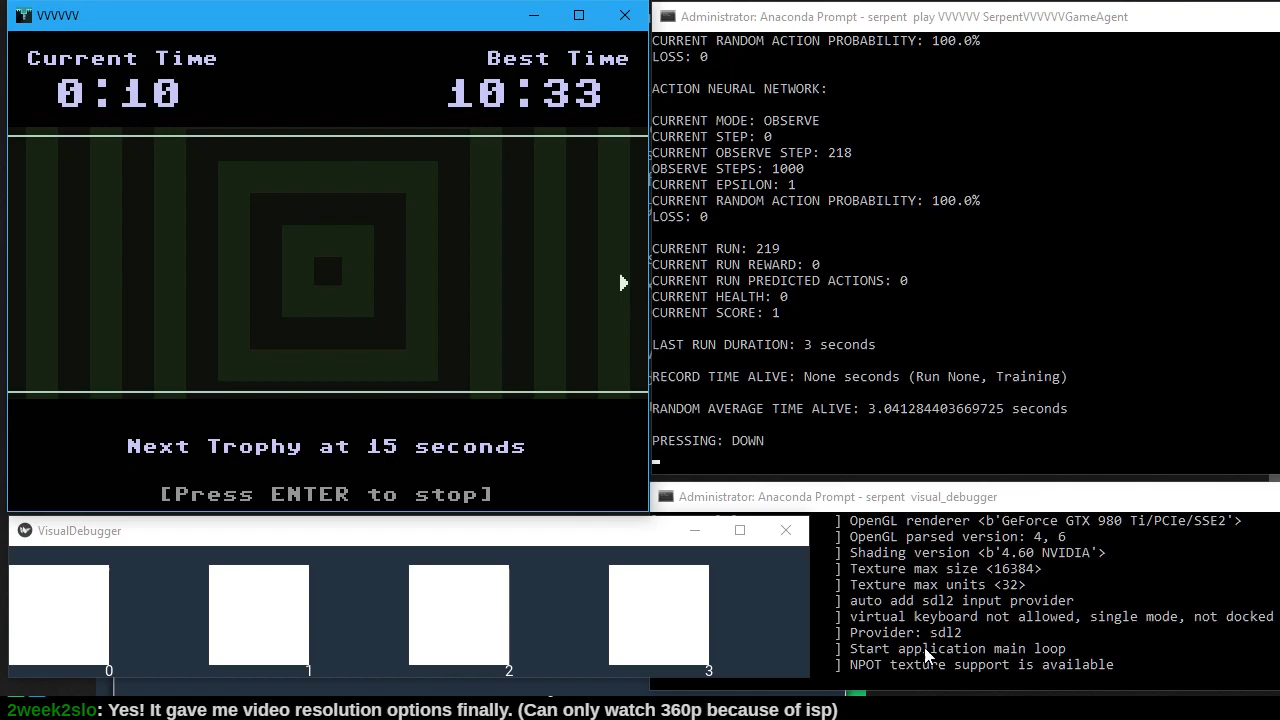 VVVVVV
Current Time
Best Time
0:10
10:33
Next Trophy at 15 seconds
[Press ENTER to stop]
Administrator: Anaconda Prompt - serpent  play VVVVVV SerpentVVVVVVGameAgent
CURRENT RANDOM ACTION PROBABILITY: 100.0%
LOSS: 0
ACTION NEURAL NETWORK:
CURRENT MODE: OBSERVE
CURRENT STEP: 0
CURRENT OBSERVE STEP: 218
OBSERVE STEPS: 1000
CURRENT EPSILON: 1
CURRENT RANDOM ACTION PROBABILITY: 100.0%
LOSS: 0
CURRENT RUN: 219
CURRENT RUN REWARD: 0
CURRENT RUN PREDICTED ACTIONS: 0
CURRENT HEALTH: 0
CURRENT SCORE: 1
LAST RUN DURATION: 3 seconds
RECORD TIME ALIVE: None seconds (Run None, Training)
RANDOM AVERAGE TIME ALIVE: 3.041284403669725 seconds
PRESSING: DOWN
VisualDebugger
0
1
2
3
Administrator: Anaconda Prompt - serpent  visual_debugger
] OpenGL renderer <b'GeForce GTX 980 Ti/PCIe/SSE2'>
] OpenGL parsed version: 4, 6
] Shading version <b'4.60 NVIDIA'>
] Texture max size <16384>
] Texture max units <32>
] auto add sdl2 input provider
] virtual keyboard not allowed, single mode, not docked
] Provider: sdl2
] Start application main loop
] NPOT texture support is available
2week2slo: Yes! It gave me video resolution options finally. (Can only watch 360p because of isp)